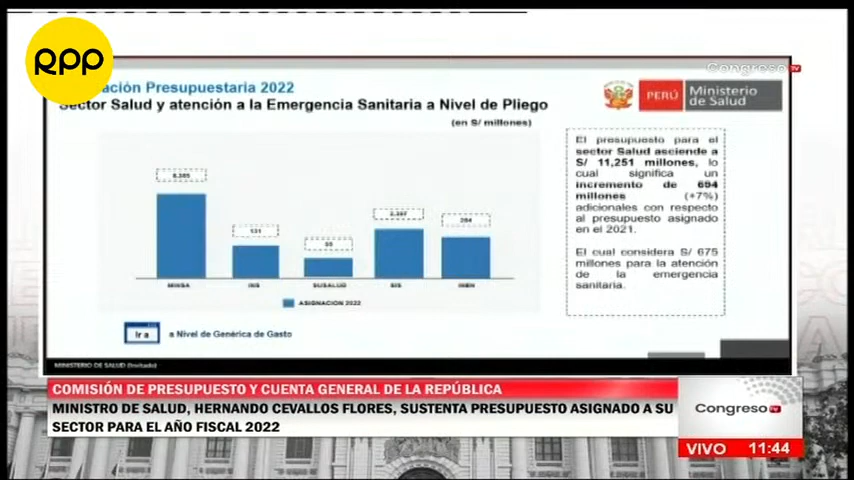 rpp
Congreso tv
ación Presupuestaria 2022
Sector Salud y atención a la Emergencia Sanitaria a Nivel de Pliego
(en S/ millones)
PERÚ
Ministerio
de Salud
El presupuesto para el
sector Salud asciende a
S/ 11,251 millones, lo
cual significa un
incremento de 694
millones (+7%)
adicionales con respecto
al presupuesto asignado
en el 2021.
El cual considera S/ 675
millones para la atención
de la emergencia
sanitaria.
131
MINSA
INS
SUSALUD
SIS
INEN
ASIGNACION 2022
Ir a
a Nivel de Genérica de Gasto
MINISTERIO DE SALUD (Invitado)
COMISIÓN DE PRESUPUESTO Y CUENTA GENERAL DE LA REPÚBLICA
MINISTRO DE SALUD, HERNANDO CEVALLOS FLORES, SUSTENTA PRESUPUESTO ASIGNADO A SU
SECTOR PARA EL AÑO FISCAL 2022
Congreso tv
VIVO 11:44